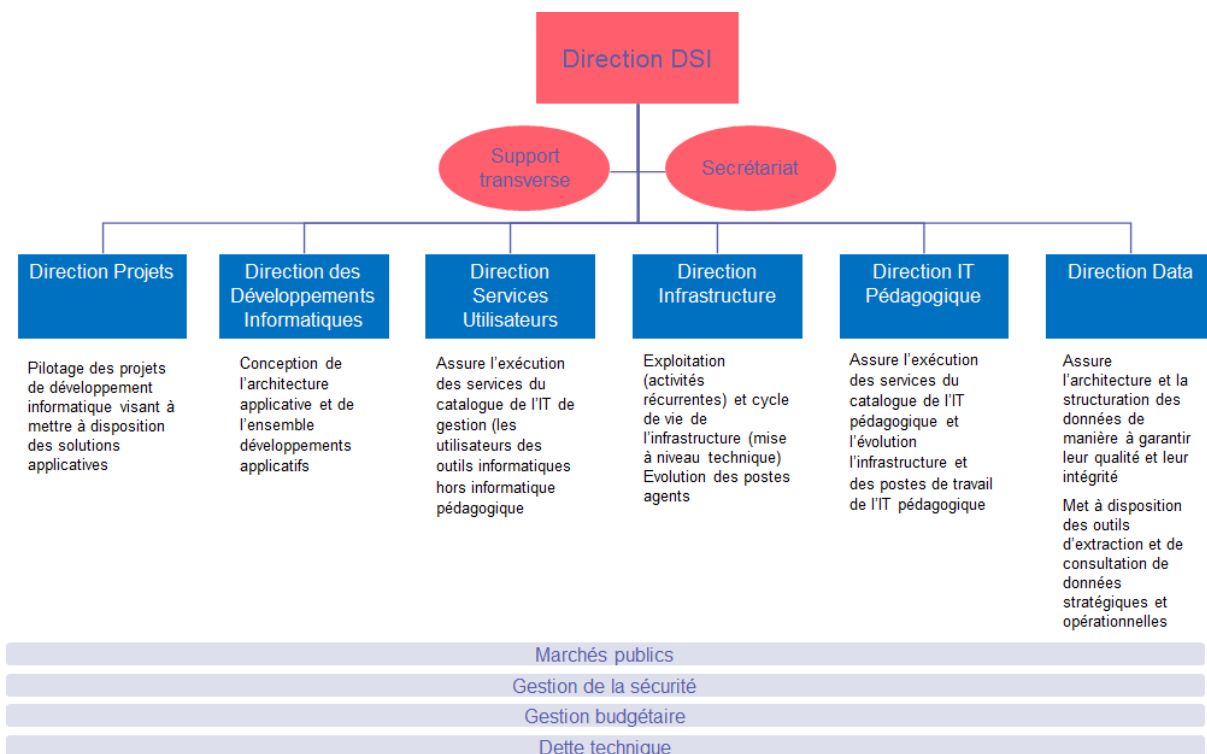 Direction DSI
Support
transverse
Secrétariat
Direction Projets
Direction des
Développements
Informatiques
Direction
Services
Utilisateurs
Direction
Infrastructure
Direction IT
Pédagogique
Direction Data
Pilotage des projets
de développement
informatique visant à
mettre à disposition
des solutions
applicatives
Conception de
l’architecture
applicative et de
l’ensemble
développements
applicatifs
Assure l’exécution
des services du
catalogue de l’IT de
gestion (les
utilisateurs des
outils informatiques
hors informatique
pédagogique
Exploitation
(activités
récurrentes) et cycle
de vie de
l’infrastructure (mise
à niveau technique)
Evolution des postes
agents
Assure l’exécution
des services du
catalogue de l’IT
pédagogique et
l’évolution
l’infrastructure et
des postes de travail
de l’IT pédagogique
Assure
l’architecture et la
structuration des
données de
manière à garantir
leur qualité et leur
intégrité
Met à disposition
des outils
d’extraction et de
consultation de
données
stratégiques et
opérationnelles
Marchés publics
Gestion de la sécurité
Gestion budgétaire
Dette technique